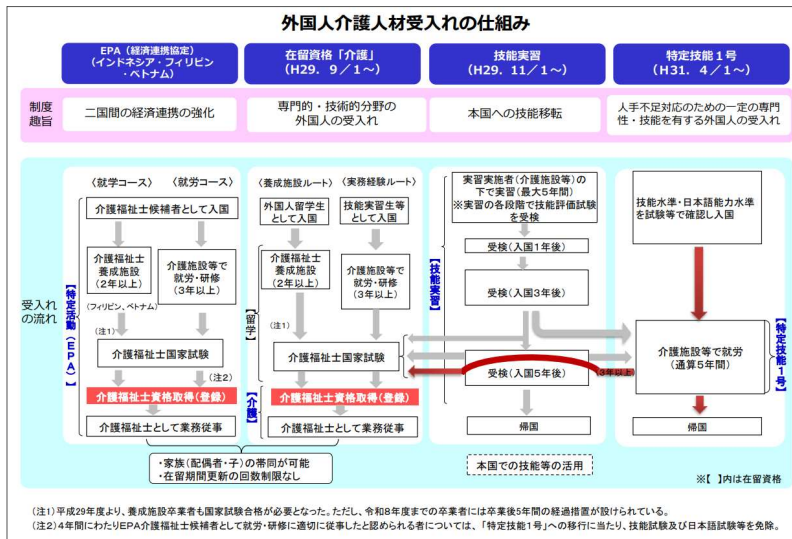 外国人介護人材受入れの仕組み
EPA（経済連携協定）
（インドネシア・フィリピン
・ベトナム）
在留資格「介護」
（H29．9／1～）
技能実習
（H29．11／1～）
特定技能１号
（H31．4／1～）
制度
趣旨
二国間の経済連携の強化
専門的・技術的分野の
外国人の受入れ
本国への技能移転
人手不足対応のための一定の専門
性・技能を有する外国人の受入れ
受入れ
の流れ
〈就学コース〉
〈就労コース〉
介護福祉士候補者として入国
介護福祉士
養成施設
（2年以上）
介護施設等で
就労・研修
（3年以上）
（フィリピン、ベトナム）
（注1）
介護福祉士国家試験
（注2）
介護福祉士資格取得（登録）
介護福祉士として業務従事
【特定活動（EPA）】
〈養成施設ルート〉
〈実務経験ルート〉
外国人留学生
として入国
技能実習生等
として入国
介護福祉士
養成施設
（2年以上）
介護施設等で
就労・研修
（3年以上）
（注1）
介護福祉士国家試験
介護福祉士資格取得（登録）
介護福祉士として業務従事
【留学】
【介護】
・家族（配偶者・子）の帯同が可能
・在留期間更新の回数制限なし
実習実施者（介護施設等）の
下で実習（最大5年間）
※実習の各段階で技能評価試験
を受検
受検（入国1年後）
受検（入国3年後）
受検（入国5年後）
帰国
【技能実習】
本国での技能等の活用
技能水準・日本語能力水準
を試験等で確認し入国
介護施設等で就労
（通算5年間）
3年以上
帰国
【特定技能1号】
※【　】内は在留資格
（注1）平成29年度より、養成施設卒業者も国家試験合格が必要となった。ただし、令和8年度までの卒業者には卒業後5年間の経過措置が設けられている。
（注2）4年間にわたりEPA介護福祉士候補者として就労・研修に適切に従事したと認められる者については、「特定技能1号」への移行に当たり、技能試験及び日本語試験等を免除。